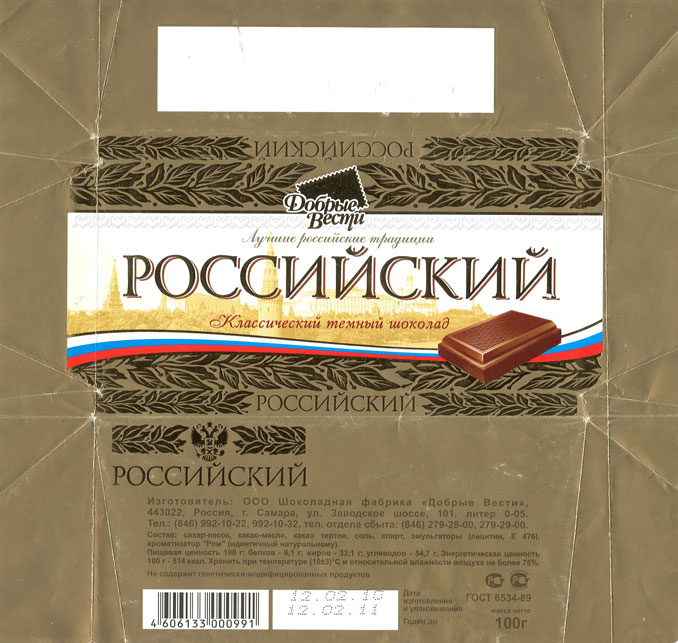 РОССИЙСКИЙ
Добрые
Вести
Лучшие российские традиции
РОССИЙСКИЙ
Классический темный шоколад
РОССИЙСКИЙ
РОССИЙСКИЙ
Изготовитель: ООО Шоколадная фабрика «Добрые Вести»,
443022, Россия, г. Самара, ул. Заводское шоссе, 101, литер 0-05.
Тел.: (846) 992-10-22, 992-10-32, тел. отдела сбыта: (846) 279-28-00, 279-29-00.
Состав: сахар-песок, какао-масло, какао тертое, соль, спирт, эмульгаторы (лецитин, Е 476),
ароматизатор "Ром" (идентичный натуральному).
Пищевая ценность 100 г: белков - 6,1 г; жиров - 32,1 г; углеводов - 54,7 г. Энергетическая ценность
100 г - 514 ккал. Хранить при температуре (18±3)°С и относительной влажности воздуха не более 75%.
Не содержит генетически-модифицированных продуктов
12.02.10
12.02.11
Дата
изготовления
и упаковывания
Годен до
ГОСТ 6534-89
масса нетто
100г
4 606133 000991